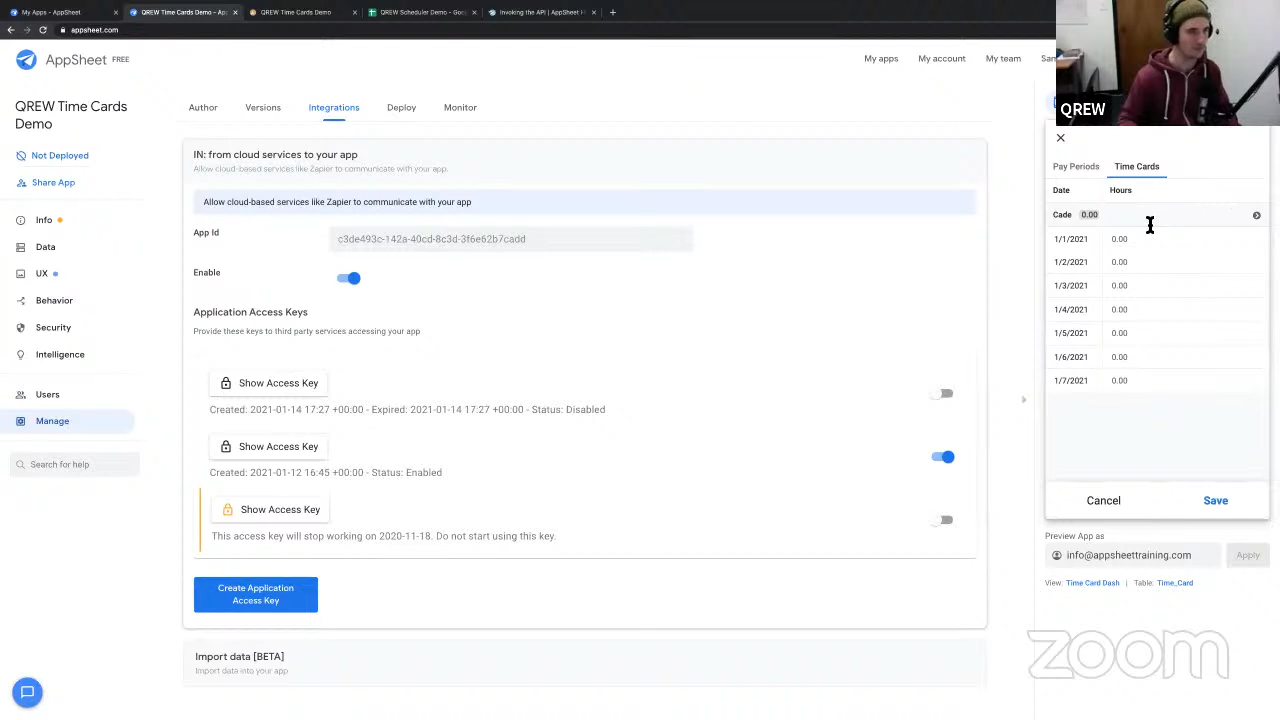 My Apps - AppSheet
QREW Time Cards Demo - Ap
QREW Time Cards Demo
QREW Scheduler Demo - Goo
Invoking the API | AppSheet H
appsheet.com
AppSheet FREE
My apps
My account
My team
Sam
QREW
QREW Time Cards
Demo
Not Deployed
Share App
Info
Data
UX
Behavior
Security
Intelligence
Users
Manage
Search for help
Author
Versions
Integrations
Deploy
Monitor
IN: from cloud services to your app
Allow cloud-based services like Zapier to communicate with your app.
Allow cloud-based services like Zapier to communicate with your app
App Id
c3de493c-142a-40cd-8c3d-3f6e62b7cadd
Enable
Application Access Keys
Provide these keys to third party services accessing your app
Show Access Key
Created: 2021-01-14 17:27 +00:00 - Expired: 2021-01-14 17:27 +00:00 - Status: Disabled
Show Access Key
Created: 2021-01-12 16:45 +00:00 - Status: Enabled
Show Access Key
This access key will stop working on 2020-11-18. Do not start using this key.
Create Application
Access Key
Import data [BETA]
Import data into your app
Pay Periods
Time Cards
Date Hours
Cade 0.00
1/1/2021 0.00
1/2/2021 0.00
1/3/2021 0.00
1/4/2021 0.00
1/5/2021 0.00
1/6/2021 0.00
1/7/2021 0.00
Cancel
Save
Preview App as
info@appsheettraining.com
Apply
View: Time Card Dash | Table: Time_Card
zoom